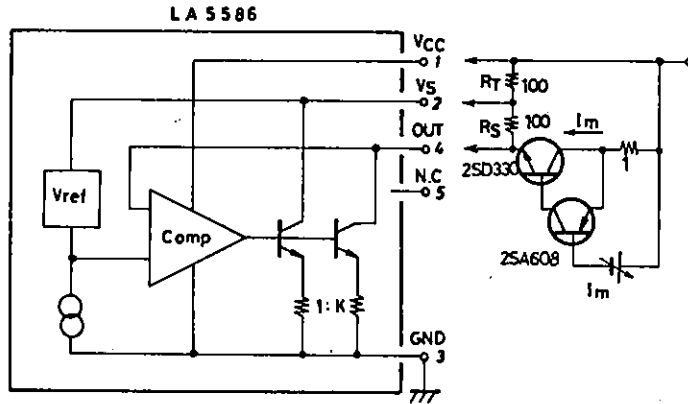 LA5586
VCC
1
VS
2
OUT
4
N.C
5
GND
3
Vref
Comp
1:K
RT 100
RS 100
Im
2SD330
2SA608
Im